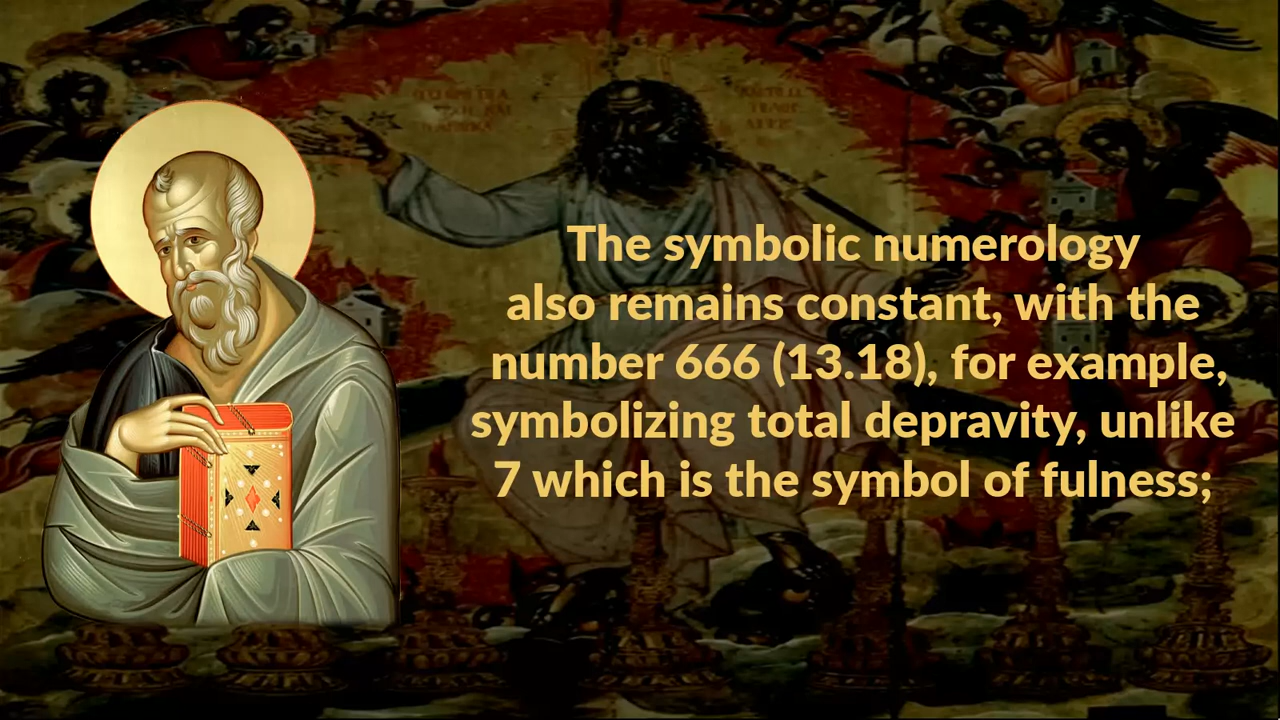 The symbolic numerology
also remains constant, with the
number 666 (13.18), for example,
symbolizing total depravity, unlike
7 which is the symbol of fulness;